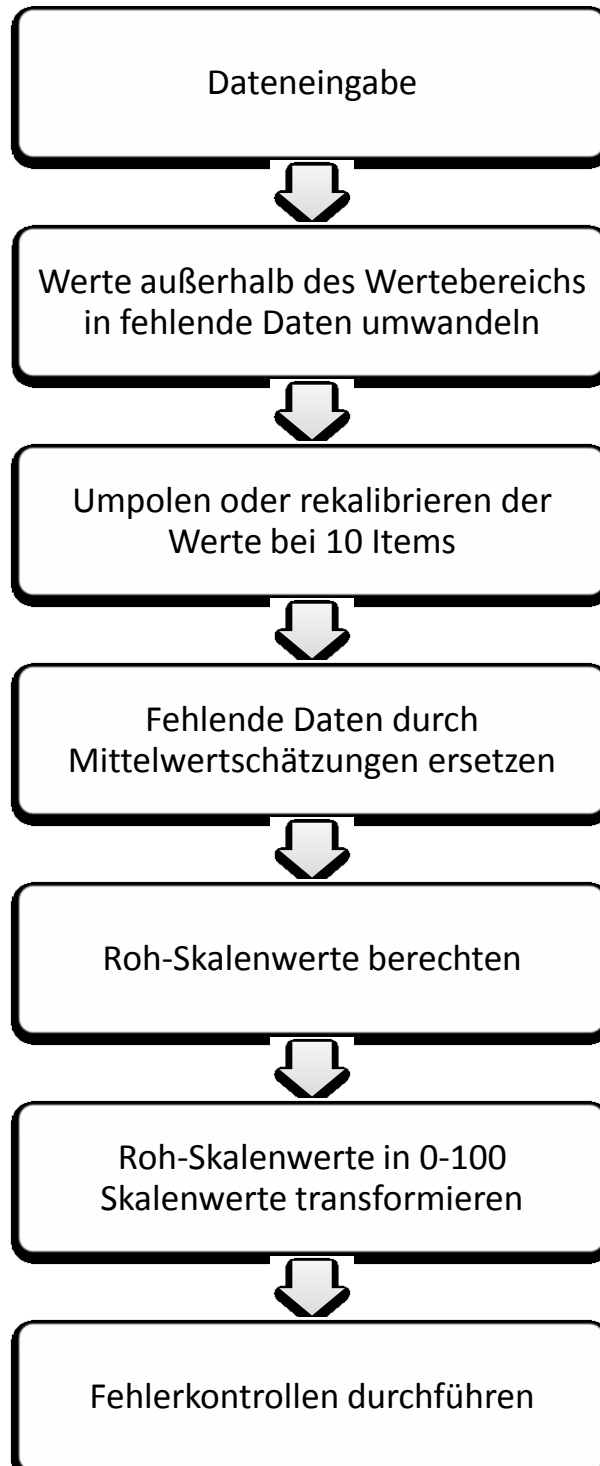 Dateneingabe
Werte außerhalb des Wertebereichs
in fehlende Daten umwandeln
Umpolen oder rekalibrieren der
Werte bei 10 Items
Fehlende Daten durch
Mittelwertschätzungen ersetzen
Roh-Skalenwerte berechten
Roh-Skalenwerte in 0-100
Skalenwerte transformieren
Fehlerkontrollen durchführen